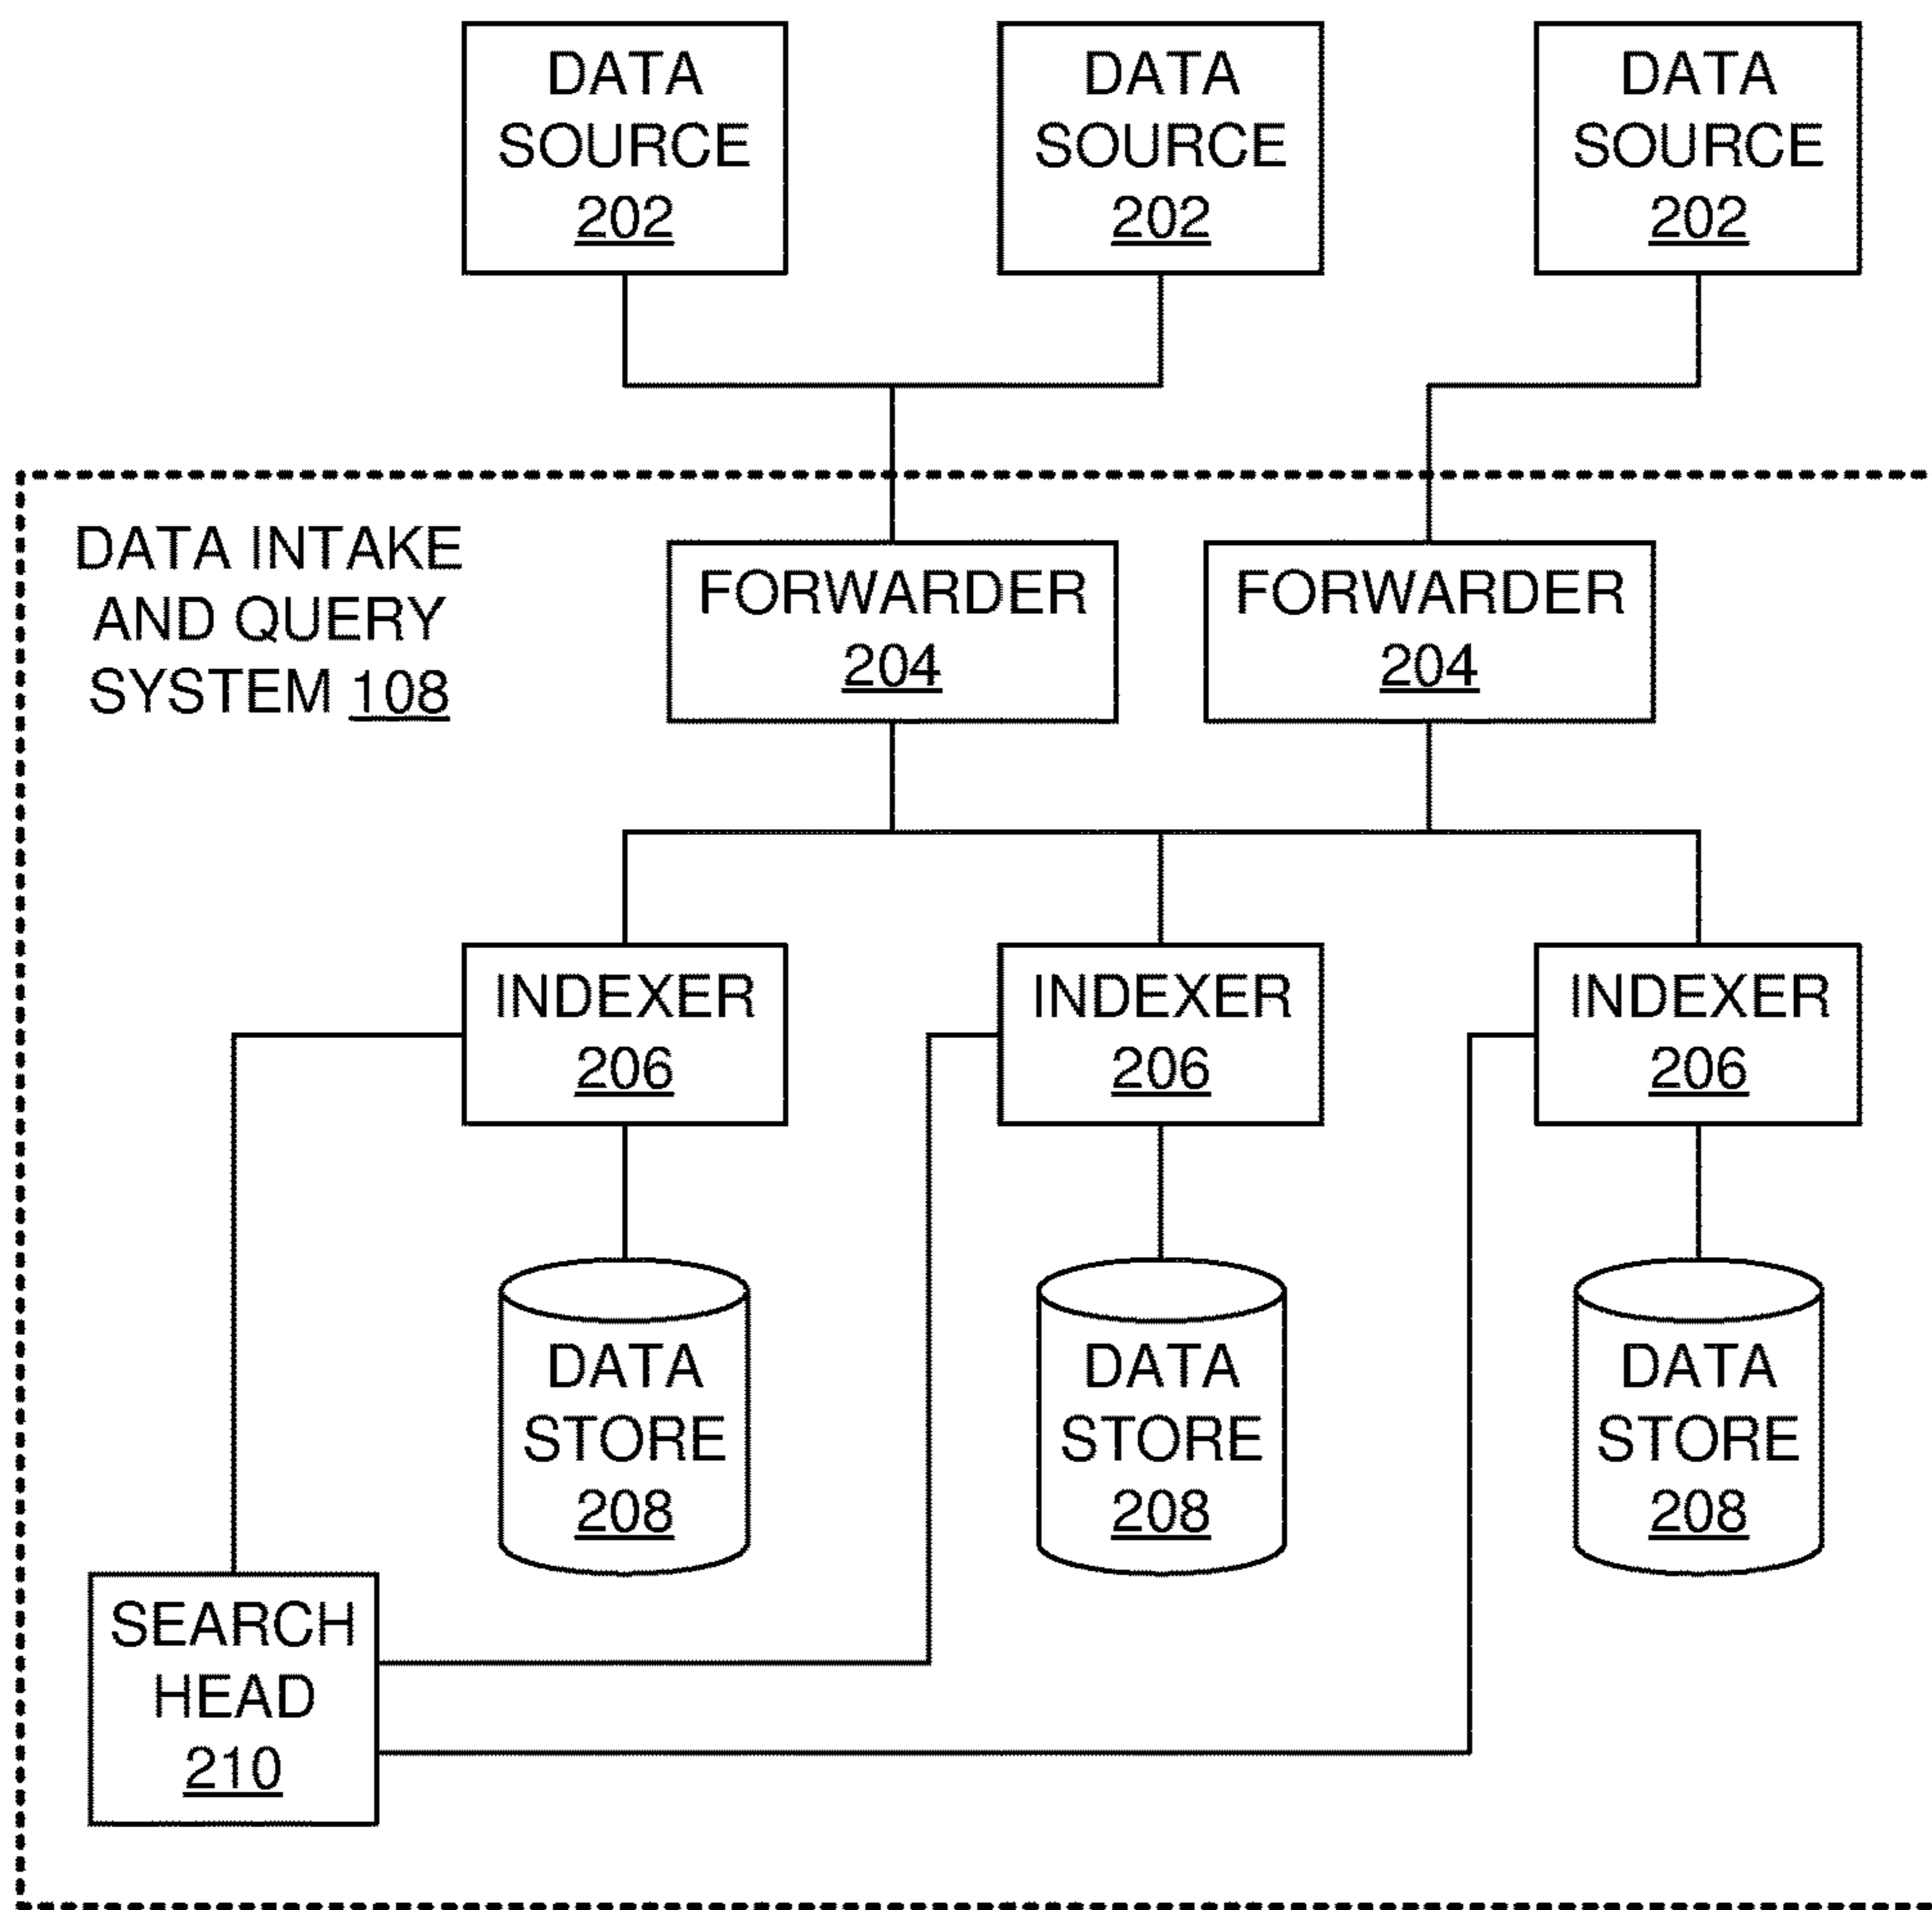 DATA
SOURCE
202
DATA
SOURCE
202
DATA
SOURCE
202
DATA INTAKE
AND QUERY
SYSTEM 108
FORWARDER
204
FORWARDER
204
INDEXER
206
INDEXER
206
INDEXER
206
DATA
STORE
208
DATA
STORE
208
DATA
STORE
208
SEARCH
HEAD
210